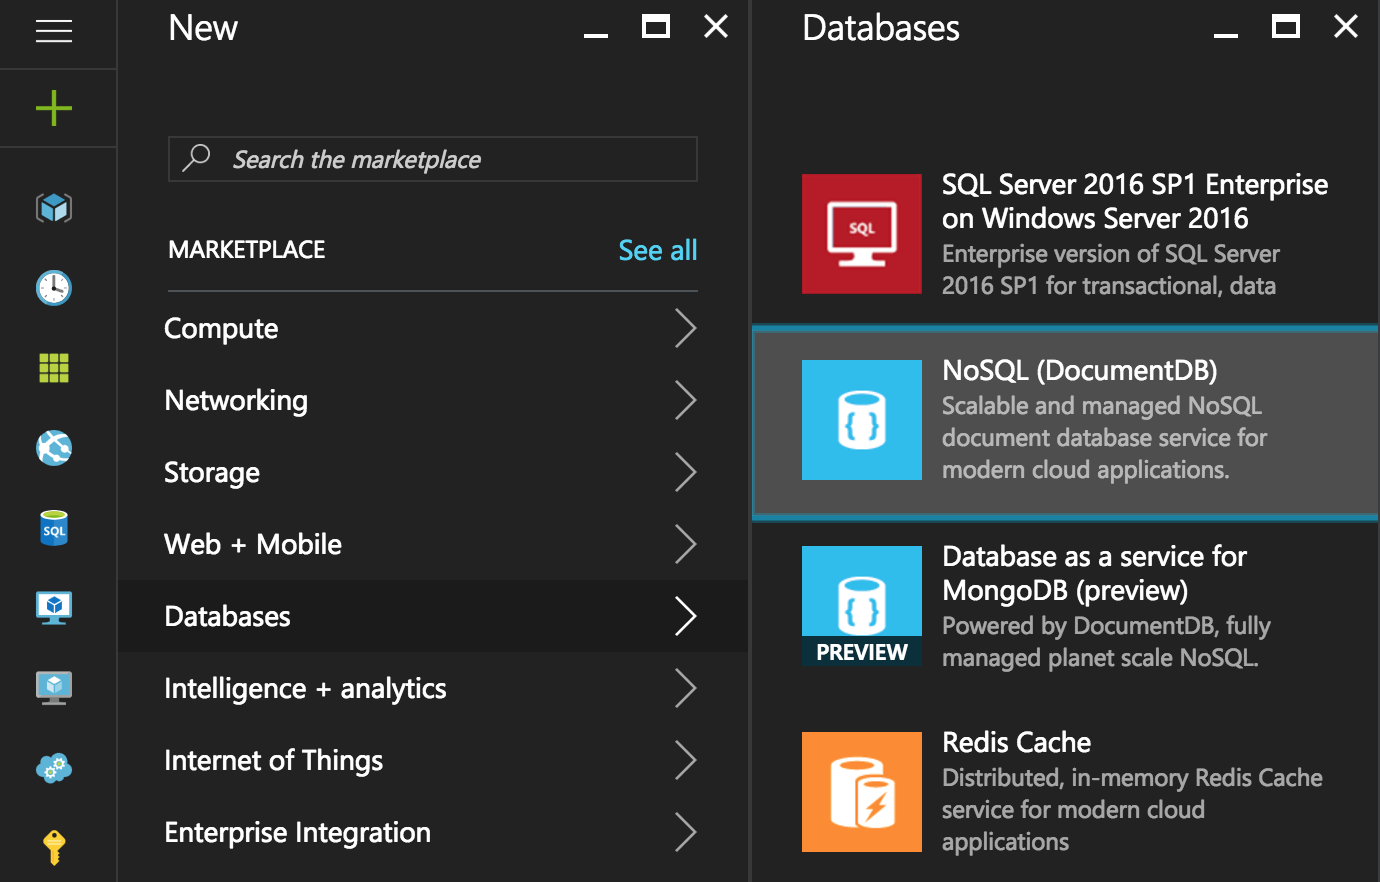 New
Search the marketplace
MARKETPLACE
See all
Compute
Networking
Storage
Web + Mobile
Databases
Intelligence + analytics
Internet of Things
Enterprise Integration
SQL
Databases
SQL
SQL Server 2016 SP1 Enterprise
on Windows Server 2016
Enterprise version of SQL Server
2016 SP1 for transactional, data
NoSQL (DocumentDB)
Scalable and managed NoSQL
document database service for
modern cloud applications.
Database as a service for
MongoDB (preview)
Powered by DocumentDB, fully
managed planet scale NoSQL.
PREVIEW
Redis Cache
Distributed, in-memory Redis Cache
service for modern cloud
applications